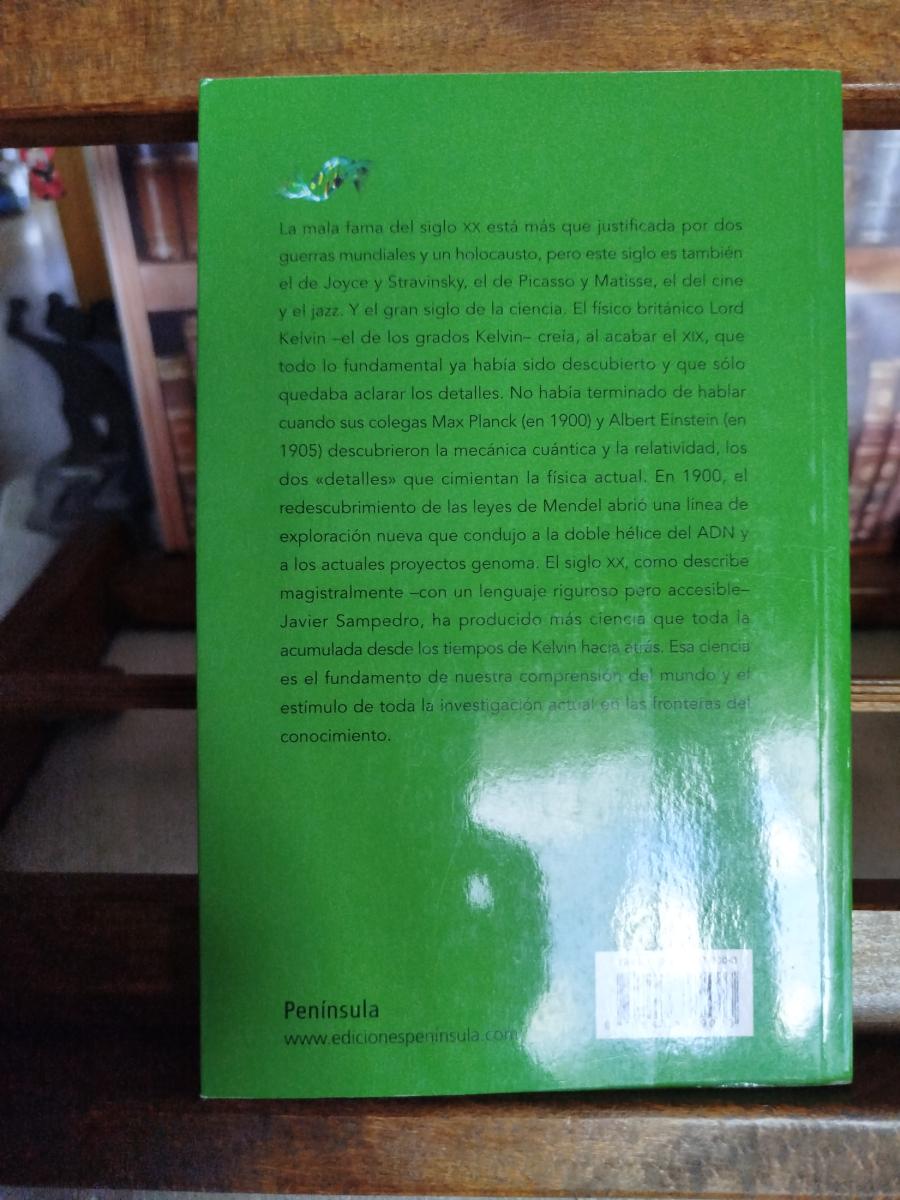 La mala fama del siglo XX está más que justificada por dos
guerras mundiales y un holocausto, pero este siglo es también
el de Joyce y Stravinsky, el de Picasso y Matisse, el del cine
y el jazz. Y el gran siglo de la ciencia. El físico británico Lord
Kelvin –el de los grados Kelvin– creía, al acabar el XIX, que
todo lo fundamental ya había sido descubierto y que sólo
quedaba aclarar los detalles. No había terminado de hablar
cuando sus colegas Max Planck (en 1900) y Albert Einstein (en
1905) descubrieron la mecánica cuántica y la relatividad, los
dos «detalles» que cimientan la física actual. En 1900, el
redescubrimiento de las leyes de Mendel abrió una línea de
exploración nueva que condujo a la doble hélice del ADN y
a los actuales proyectos genoma. El siglo XX, como describe
magistralmente –con un lenguaje riguroso pero accesible–
Javier Sampedro, ha producido más ciencia que toda la
acumulada desde los tiempos de Kelvin hacia atrás. Esa ciencia
es el fundamento de nuestra comprensión del mundo y el
estímulo de toda la investigación actual en las fronteras del
conocimiento.
Península
www.edicionespeninsula.com